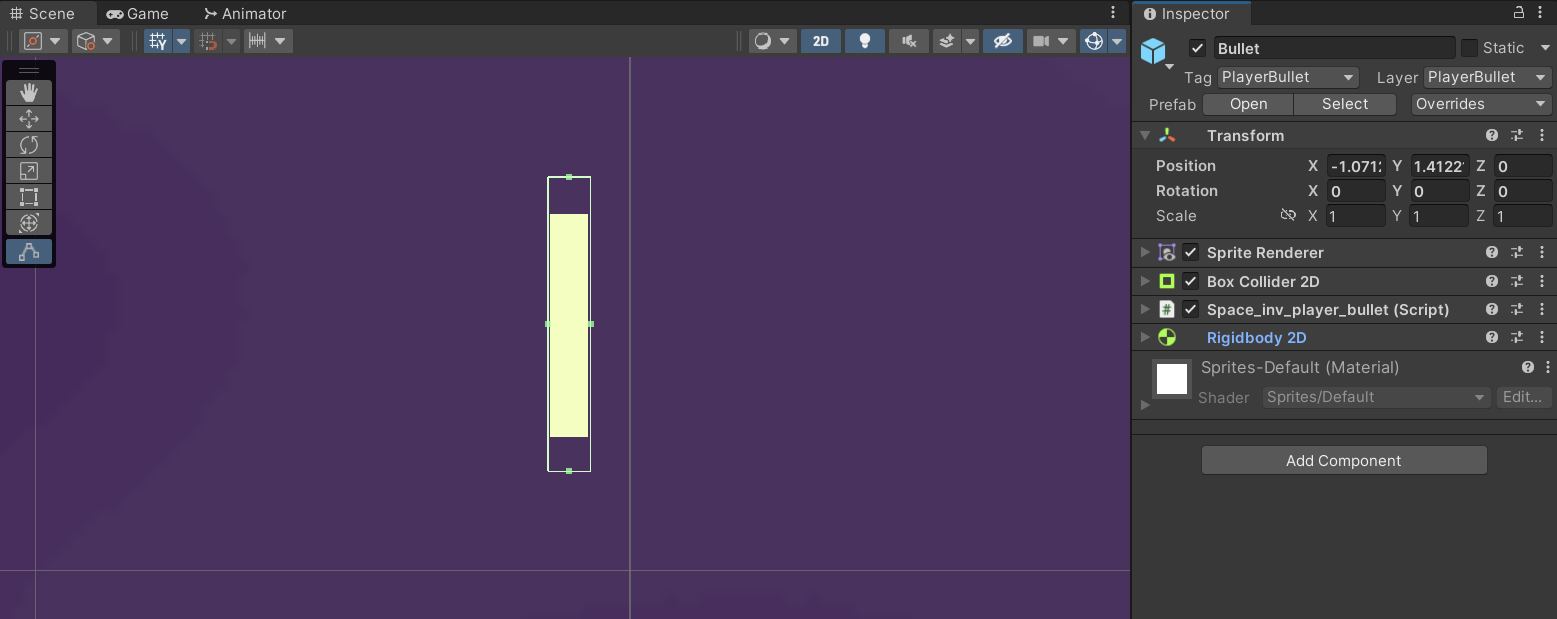 Scene Game Animator
2D
Inspector
Bullet Static
Tag PlayerBullet Layer PlayerBullet
Prefab Open Select Overrides
Transform
Position X -1.071 Y 1.4122 Z 0
Rotation X 0 Y 0 Z 0
Scale X 1 Y 1 Z 1
Sprite Renderer
Box Collider 2D
# Space_inv_player_bullet (Script)
Rigidbody 2D
Sprites-Default (Material)
Shader Sprites/Default Edit...
Add Component